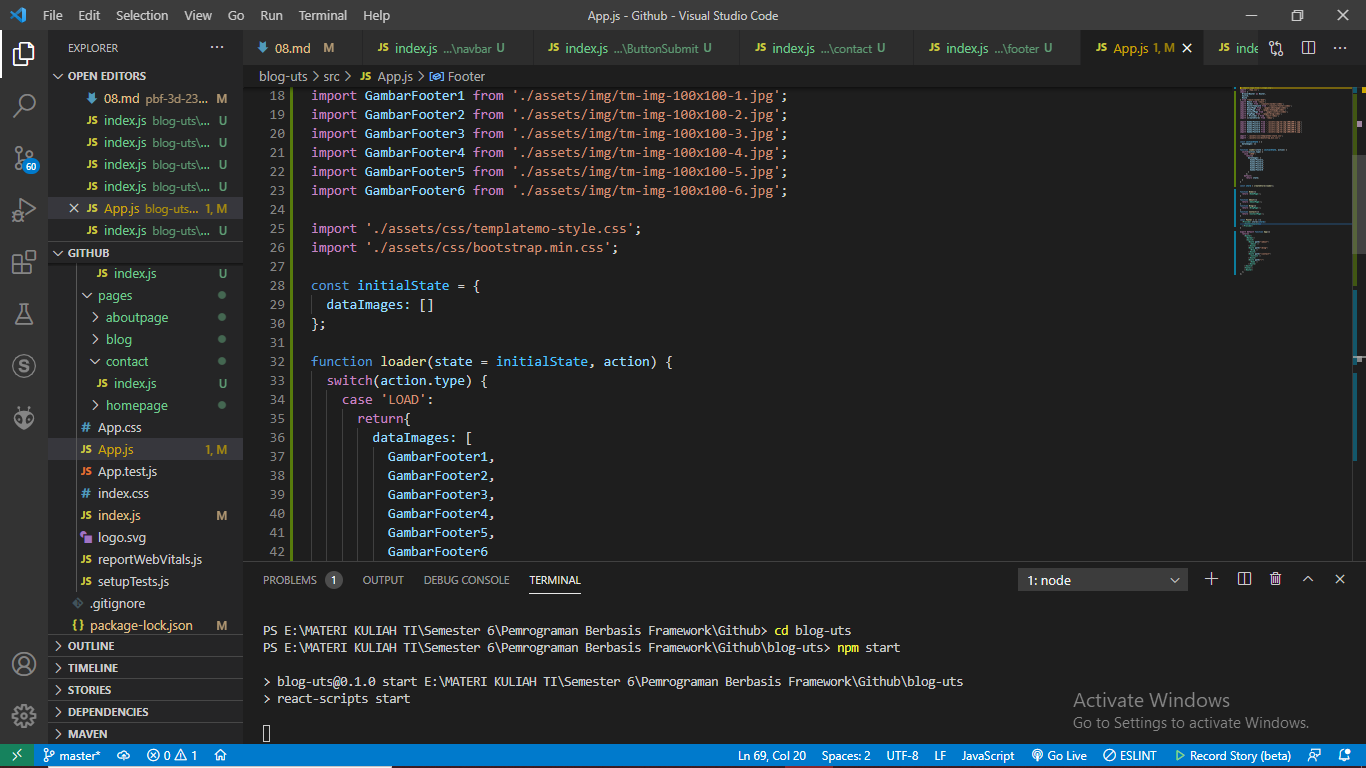 File Edit Selection View Go Run Terminal Help App.js - Github - Visual Studio Code
EXPLORER
08.md M index.js ...\navbar U index.js ...\ButtonSubmit U index.js ...\contact U index.js ...\footer U App.js 1, M
blog-uts > src > JS App.js > Footer
OPEN EDITORS
08.md pbf-3d-23... M
JS index.js blog-uts\... U
JS index.js blog-uts\... U
JS index.js blog-uts\... U
JS index.js blog-uts\... U
JS App.js blog-uts... 1, M
JS index.js blog-uts\... U
GITHUB
JS index.js U
pages
aboutpage
blog
contact
JS index.js U
homepage
# App.css
JS App.js 1, M
JS App.test.js
# index.css
JS index.js M
logo.svg
JS reportWebVitals.js
JS setupTests.js
.gitignore
{} package-lock.json M
OUTLINE
TIMELINE
STORIES
DEPENDENCIES
MAVEN
60
18 import GambarFooter1 from './assets/img/tm-img-100x100-1.jpg';
19 import GambarFooter2 from './assets/img/tm-img-100x100-2.jpg';
20 import GambarFooter3 from './assets/img/tm-img-100x100-3.jpg';
21 import GambarFooter4 from './assets/img/tm-img-100x100-4.jpg';
22 import GambarFooter5 from './assets/img/tm-img-100x100-5.jpg';
23 import GambarFooter6 from './assets/img/tm-img-100x100-6.jpg';
24
25 import './assets/css/templatemo-style.css';
26 import './assets/css/bootstrap.min.css';
27
28 const initialState = {
29 dataImages: []
30 };
31
32 function loader(state = initialState, action) {
33 switch(action.type) {
34 case 'LOAD':
35 return{
36 dataImages: [
37 GambarFooter1,
38 GambarFooter2,
39 GambarFooter3,
40 GambarFooter4,
41 GambarFooter5,
42 GambarFooter6
PROBLEMS 1 OUTPUT DEBUG CONSOLE TERMINAL 1: node
PS E:\MATERI KULIAH TI\Semester 6\Pemrograman Berbasis Framework\Github> cd blog-uts
PS E:\MATERI KULIAH TI\Semester 6\Pemrograman Berbasis Framework\Github\blog-uts> npm start
> blog-uts@0.1.0 start E:\MATERI KULIAH TI\Semester 6\Pemrograman Berbasis Framework\Github\blog-uts
> react-scripts start
Activate Windows
Go to Settings to activate Windows.
master* 0 1 Ln 69, Col 20 Spaces: 2 UTF-8 LF JavaScript Go Live ESLINT Record Story (beta)